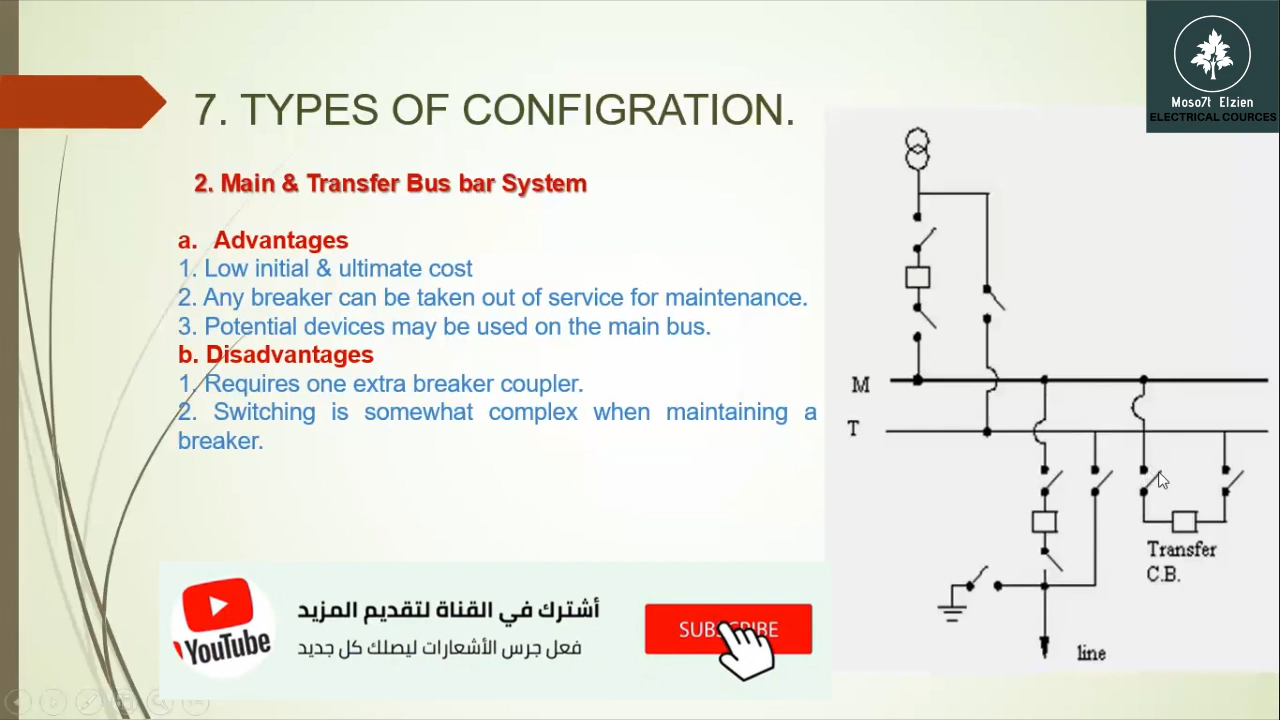 Moso7t Elzien
ELECTRICAL COURCES
7. TYPES OF CONFIGRATION.
2. Main & Transfer Bus bar System
a. Advantages
1. Low initial & ultimate cost
2. Any breaker can be taken out of service for maintenance.
3. Potential devices may be used on the main bus.
b. Disadvantages
1. Requires one extra breaker coupler.
2. Switching is somewhat complex when maintaining a
breaker.
M
T
Transfer
C.B.
line
YouTube
أشترك في القناة لتقديم المزيد
فعل جرس الأشعارات ليصلك كل جديد
SUBSCRIBE